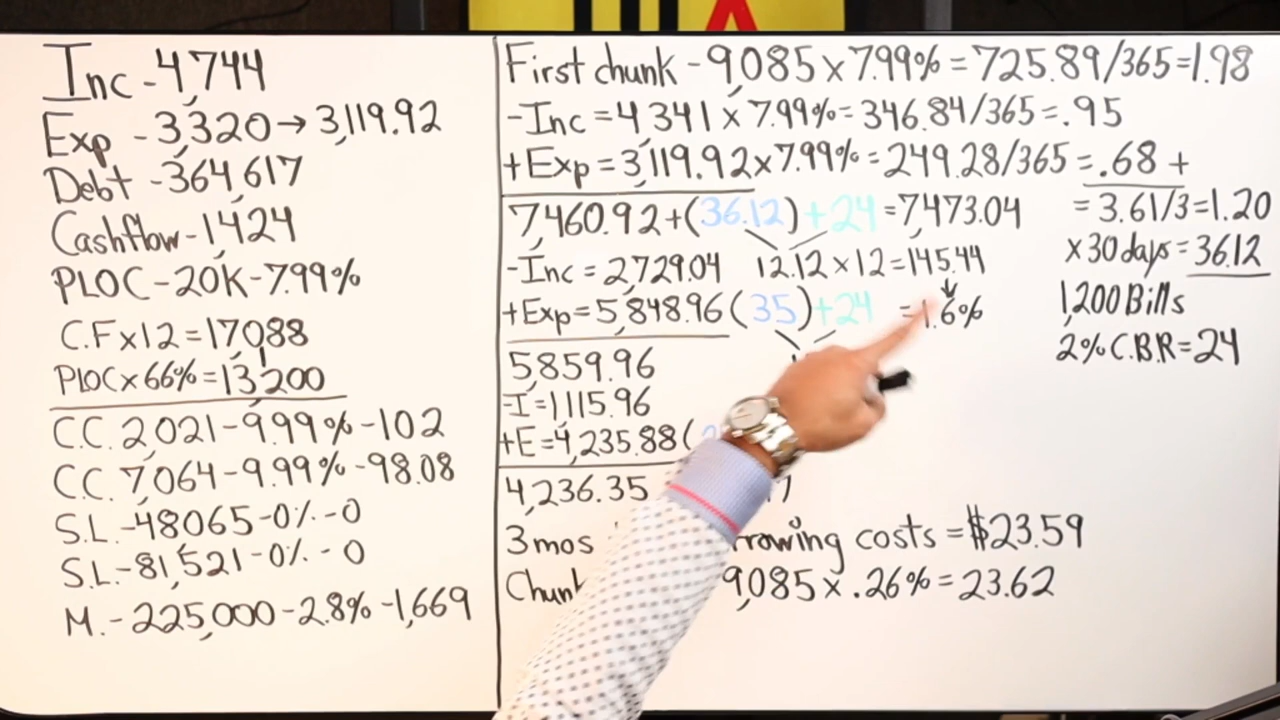 Inc - 4,744
Exp - 3,320 → 3,119.92
Debt - 364,617
Cashflow - 1,424
PLOC - 20K - 7.99%
C.F x 12 = 17,088
PLOC x 66% = 13,200
C.C. 2,021 - 9.99% - 102
C.C. 7,064 - 9.99% - 98.08
S.L. - 48065 - 0% - 0
S.L. - 81,521 - 0% - 0
M. - 225,000 - 2.8% - 1,669
First chunk - 9,085 x 7.99% = 725.89/365 = 1.98
- Inc = 4,341 x 7.99% = 346.84/365 = .95
+ Exp = 3,119.92 x 7.99% = 249.28/365 = .68 +
7,460.92 + (36.12) + 24 = 7,473.04
- Inc = 2,729.04
12.12 x 12 = 145.44
+ Exp = 5,848.96 (35) + 24 = 1.6%
5,859.96
- I = 1,115.96
+ E = 4,235.88 (
4,236.35
3 mos
rrowing costs = $23.59
Chun
9,085 x .26% = 23.62
= 3.61/3 = 1.20
x 30 days = 36.12
1,200 Bills
2% C.B.R = 24